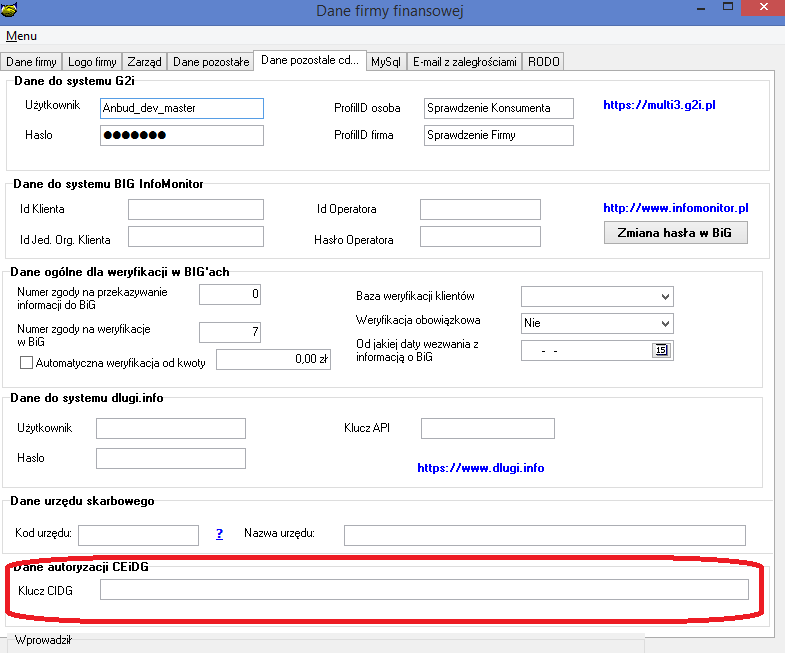 Dane firmy finansowej
Menu
Dane firmy Logo firmy Zarząd Dane pozostałe Dane pozostale cd... MySql E-mail z zaległościami RODO
Dane do systemu G2i
Użytkownik Anbud_dev_master ProfilID osoba Sprawdzenie Konsumenta https://multi3.g2i.pl
Haslo ●●●●●●● ProfilID firma Sprawdzenie Firmy
Dane do systemu BIG InfoMonitor
Id Klienta Id Operatora http://www.infomonitor.pl
Id Jed. Org. Klienta Hasło Operatora Zmiana hasła w BiG
Dane ogólne dla weryfikacji w BIG'ach
Numer zgody na przekazywanie
informacji do BiG 0 Baza weryfikacji klientów
Numer zgody na weryfikacje
w BiG 7 Weryfikacja obowiązkowa Nie
Automatyczna weryfikacja od kwoty 0,00 zł Od jakiej daty wezwania z
informacją o BiG - - 15
Dane do systemu dlugi.info
Użytkownik Klucz API
Haslo
https://www.dlugi.info
Dane urzędu skarbowego
Kod urzędu: ? Nazwa urzędu:
Dane autoryzacji CEiDG
Klucz CIDG
Wprowadził